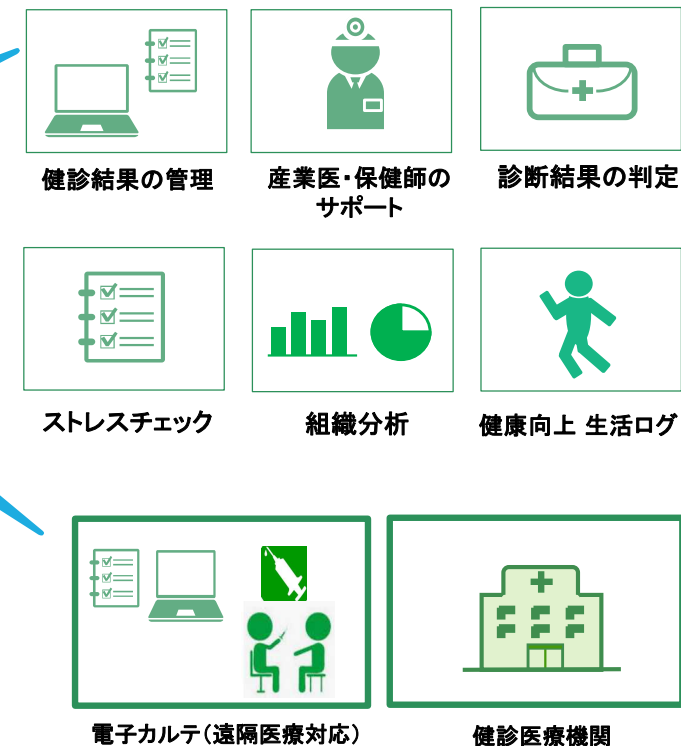 健診結果の管理
産業医・保健師の
サポート
診断結果の判定
ストレスチェック
組織分析
健康向上 生活ログ
電子カルテ(遠隔医療対応)
健診医療機関